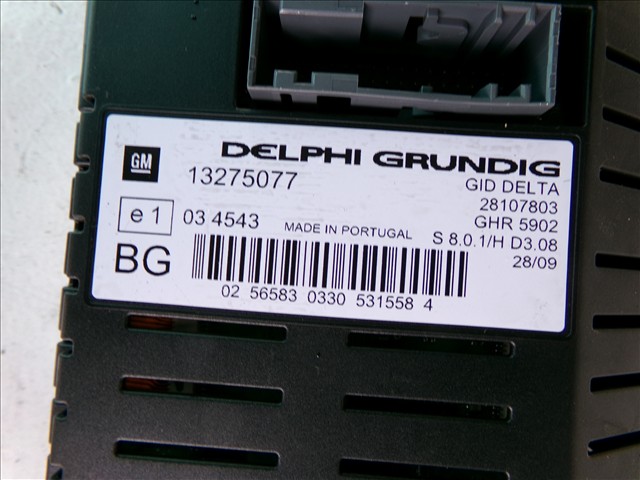 DELPHI GRUNDIG
GM
13275077
GID DELTA
28107803
e1
03 4543
MADE IN PORTUGAL
GHR 5902
S 8.0.1/H D3.08
28/09
BG
02 56583 0330 531558 4